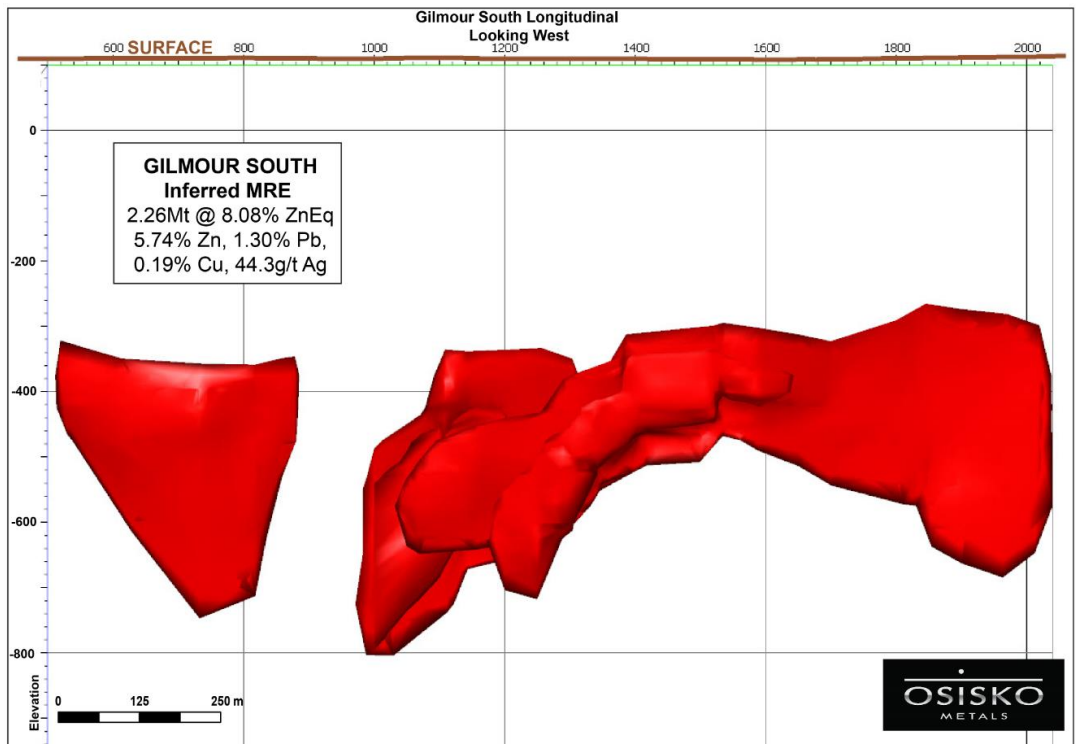 Gilmour South Longitudinal
Looking West
600 SURFACE 800 1000 1200 1400 1600 1800 2000
0
GILMOUR SOUTH
Inferred MRE
2.26Mt @ 8.08% ZnEq
5.74% Zn, 1.30% Pb,
0.19% Cu, 44.3g/t Ag
-200
-400
-600
-800
Elevation
0 125 250 m
OSISKO
METALS